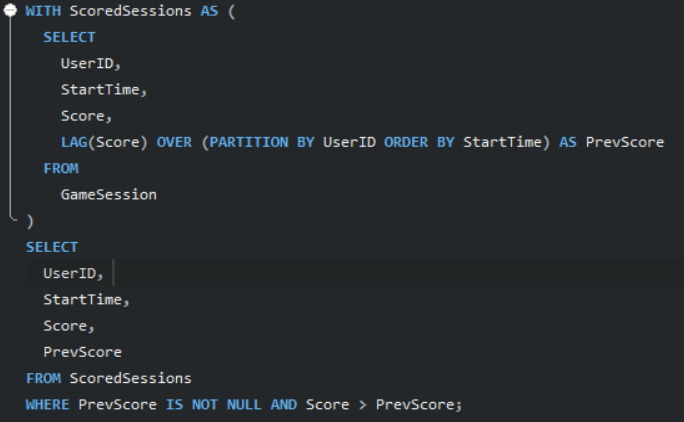 WITH ScoredSessions AS (
SELECT
UserID,
StartTime,
Score,
LAG(Score) OVER (PARTITION BY UserID ORDER BY StartTime) AS PrevScore
FROM
GameSession
)
SELECT
UserID,
StartTime,
Score,
PrevScore
FROM ScoredSessions
WHERE PrevScore IS NOT NULL AND Score > PrevScore;